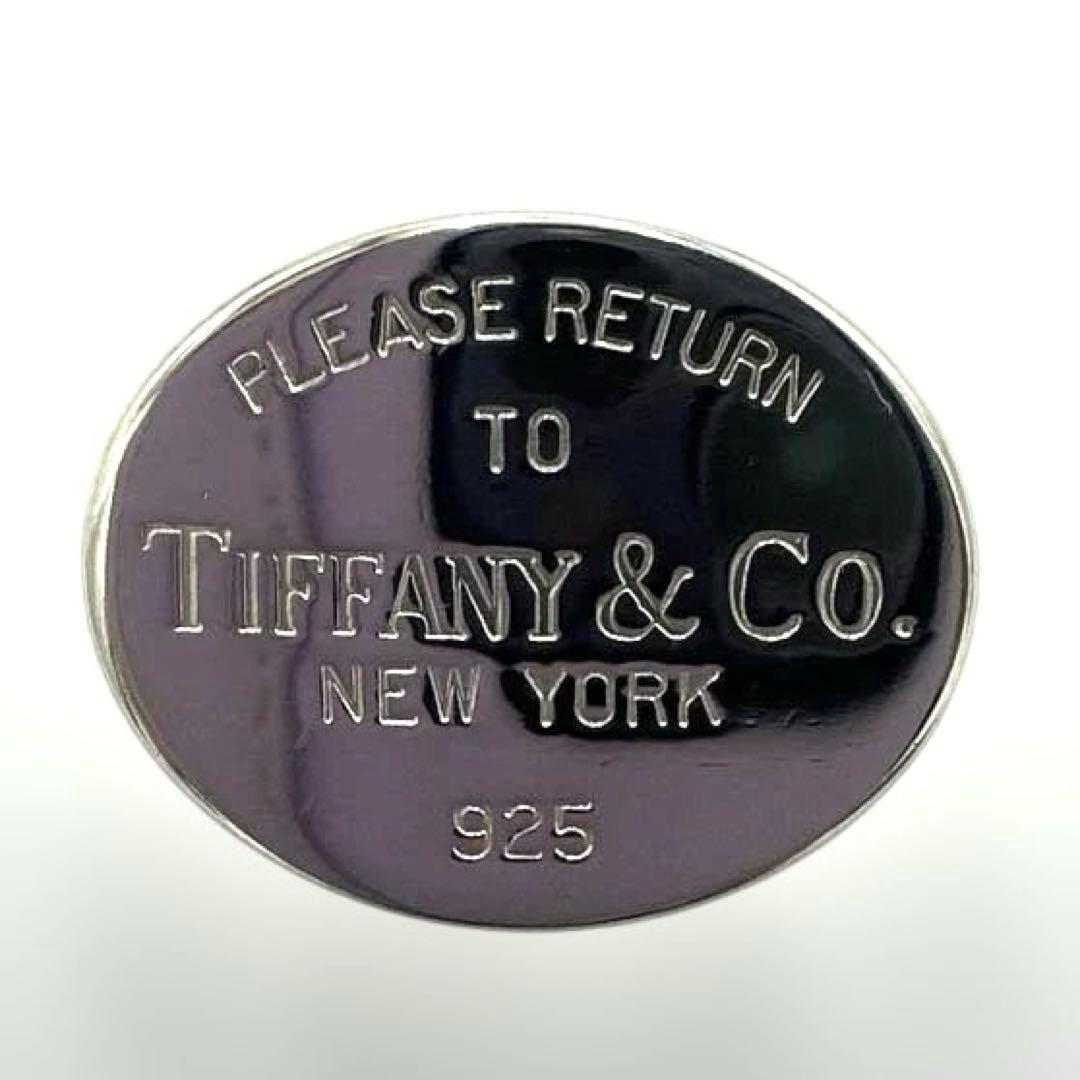 PLEASE RETURN
TO
TIFFANY & CO.
NEW YORK
925